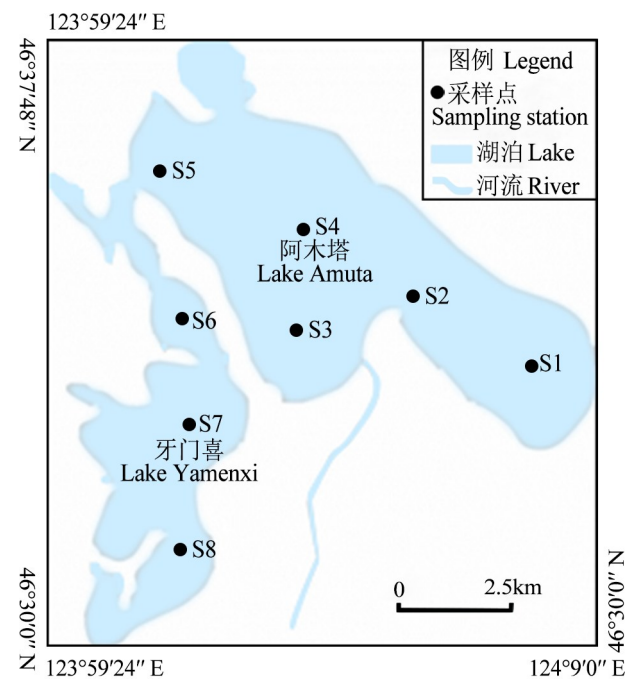 123°59′24″ E
46°37′48″ N
图例 Legend
采样点
Sampling station
湖泊 Lake
河流 River
S5
S4
阿木塔
Lake Amuta
S2
S6
S3
S1
S7
牙门喜
Lake Yamenxi
S8
0 2.5km
46°30′0″ N
46°30′0″ N
123°59′24″ E
124°9′0″ E